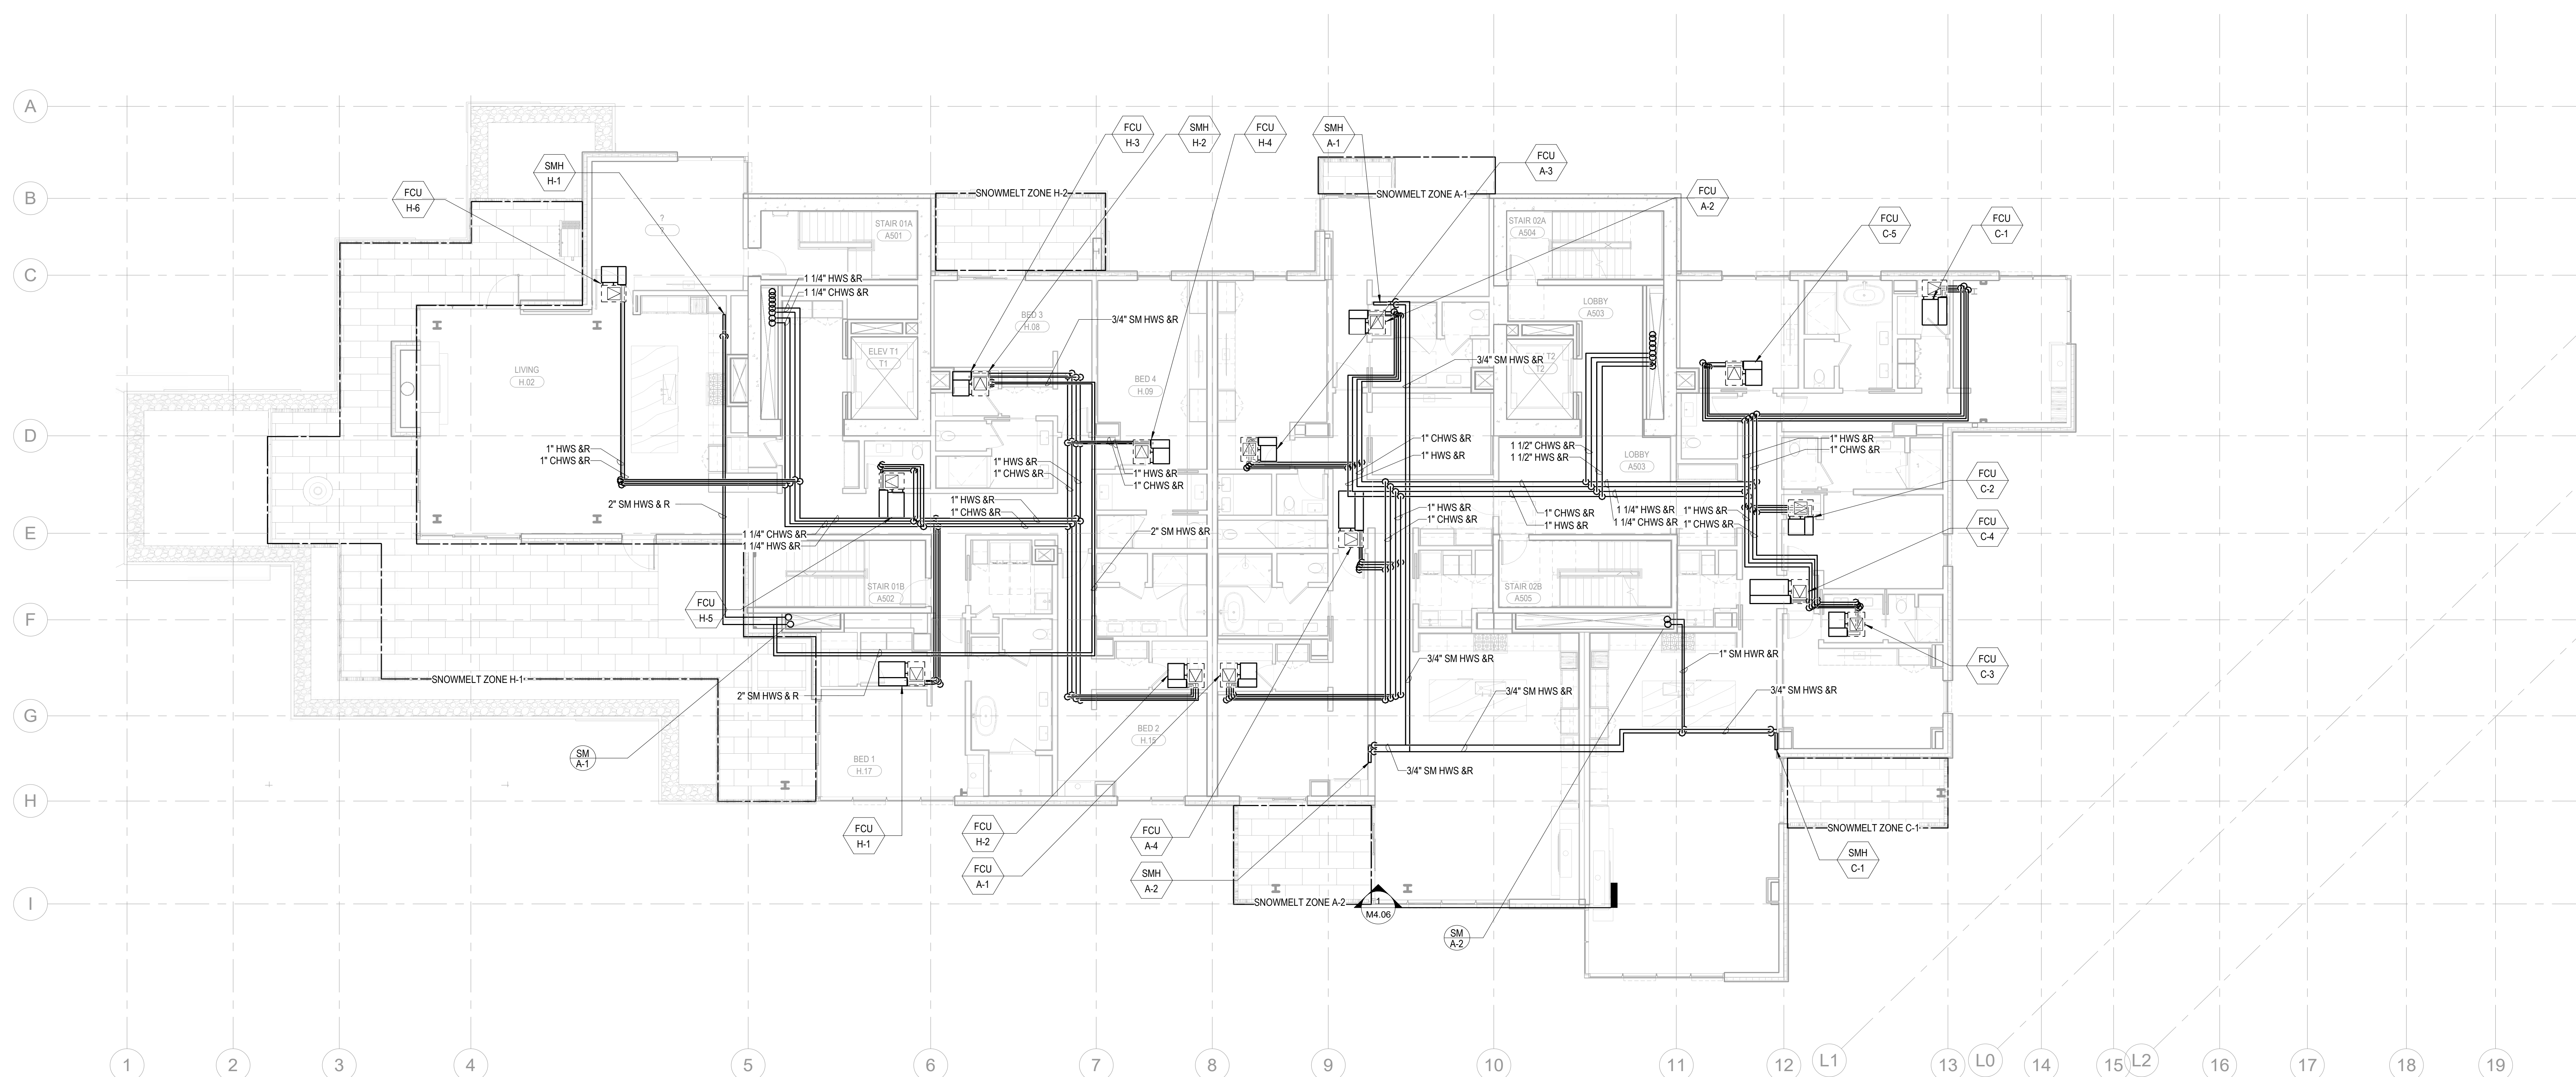 A
FCU
H-3
SMH
H-2
FCU
H-4
SMH
A-1
FCU
A-3
SMH
H-1
FCU
H-6
FCU
A-2
B
SNOWMELT ZONE H-2
SNOWMELT ZONE A-1
?
?
STAIR 01A
A501
STAIR 02A
A504
FCU
C-5
FCU
C-1
C
1 1/4" HWS &R
1 1/4" CHWS &R
LOBBY
A503
BED 3
H.08
3/4" SM HWS &R
ELEV T1
T1
T2
T2
3/4" SM HWS &R
LIVING
H.02
BED 4
H.09
D
1" HWS &R
1" CHWS &R
1" HWS &R
1" CHWS &R
1" HWS &R
1" CHWS &R
1" CHWS &R
1" HWS &R
1 1/2" CHWS &R
1 1/2" HWS &R
LOBBY
A503
1" HWS &R
1" CHWS &R
FCU
C-2
2" SM HWS & R
1" HWS &R
1" CHWS &R
1" HWS &R
1" CHWS &R
1" CHWS &R
1" HWS &R
1 1/4" HWS &R
1 1/4" CHWS &R
1" HWS &R
1" CHWS &R
FCU
C-4
E
1 1/4" CHWS &R
1 1/4" HWS &R
2" SM HWS &R
STAIR 01B
A502
STAIR 02B
A505
FCU
H-5
F
SNOWMELT ZONE H-1
2" SM HWS & R
3/4" SM HWS &R
3/4" SM HWS &R
1" SM HWR & R
3/4" SM HWS &R
FCU
C-3
G
BED 2
H.15
SM
A-1
BED 1
H.17
3/4" SM HWS &R
H
FCU
H-1
FCU
H-2
FCU
A-4
SNOWMELT ZONE C-1
FCU
A-1
SMH
A-2
SMH
C-1
I
SNOWMELT ZONE A-2
1
M4.06
SM
A-2
1
2
3
4
5
6
7
8
9
10
11
12
L1
13
L0
14
15
L2
16
17
18
19